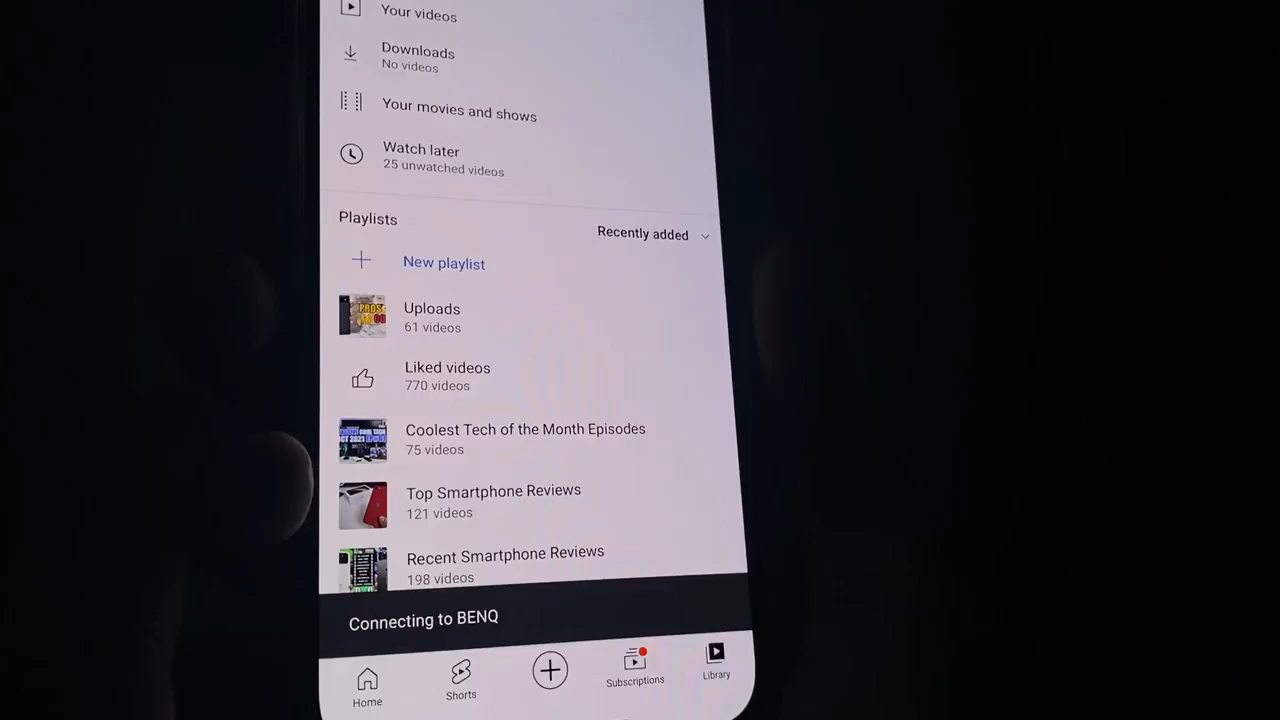 Your videos
Downloads
No videos
Your movies and shows
Watch later
25 unwatched videos
Playlists
Recently added
New playlist
Uploads
61 videos
Liked videos
770 videos
Coolest Tech of the Month Episodes
75 videos
Top Smartphone Reviews
121 videos
Recent Smartphone Reviews
198 videos
Connecting to BENQ
Home
Shorts
Subscriptions
Library